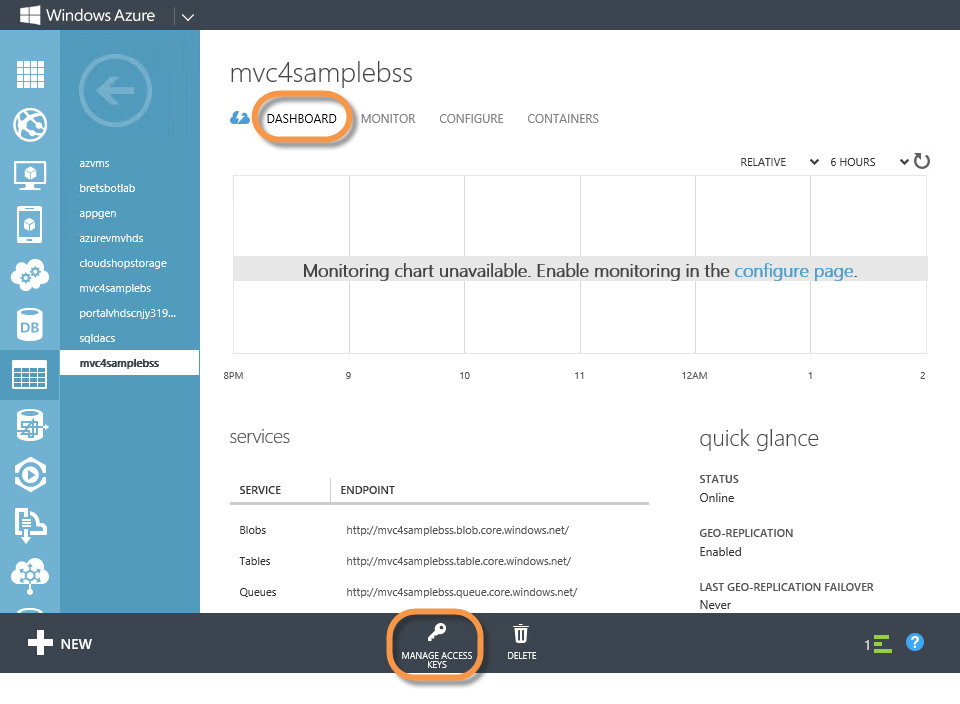 Windows Azure
mvc4samplebss
DASHBOARD MONITOR CONFIGURE CONTAINERS
azvms
bretsbotlab
appgen
azurevmvhds
cloudshopstorage
mvc4samplebs
portalvhdscnjy319...
sqldacs
mvc4samplebss
DB
RELATIVE 6 HOURS
Monitoring chart unavailable. Enable monitoring in the configure page.
8PM 9 10 11 12AM 1 2
services
SERVICE ENDPOINT
Blobs http://mvc4samplebss.blob.core.windows.net/
Tables http://mvc4samplebss.table.core.windows.net/
Queues http://mvc4samplebss.queue.core.windows.net/
quick glance
STATUS
Online
GEO-REPLICATION
Enabled
LAST GEO-REPLICATION FAILOVER
Never
NEW
MANAGE ACCESS
KEYS
DELETE
1
?